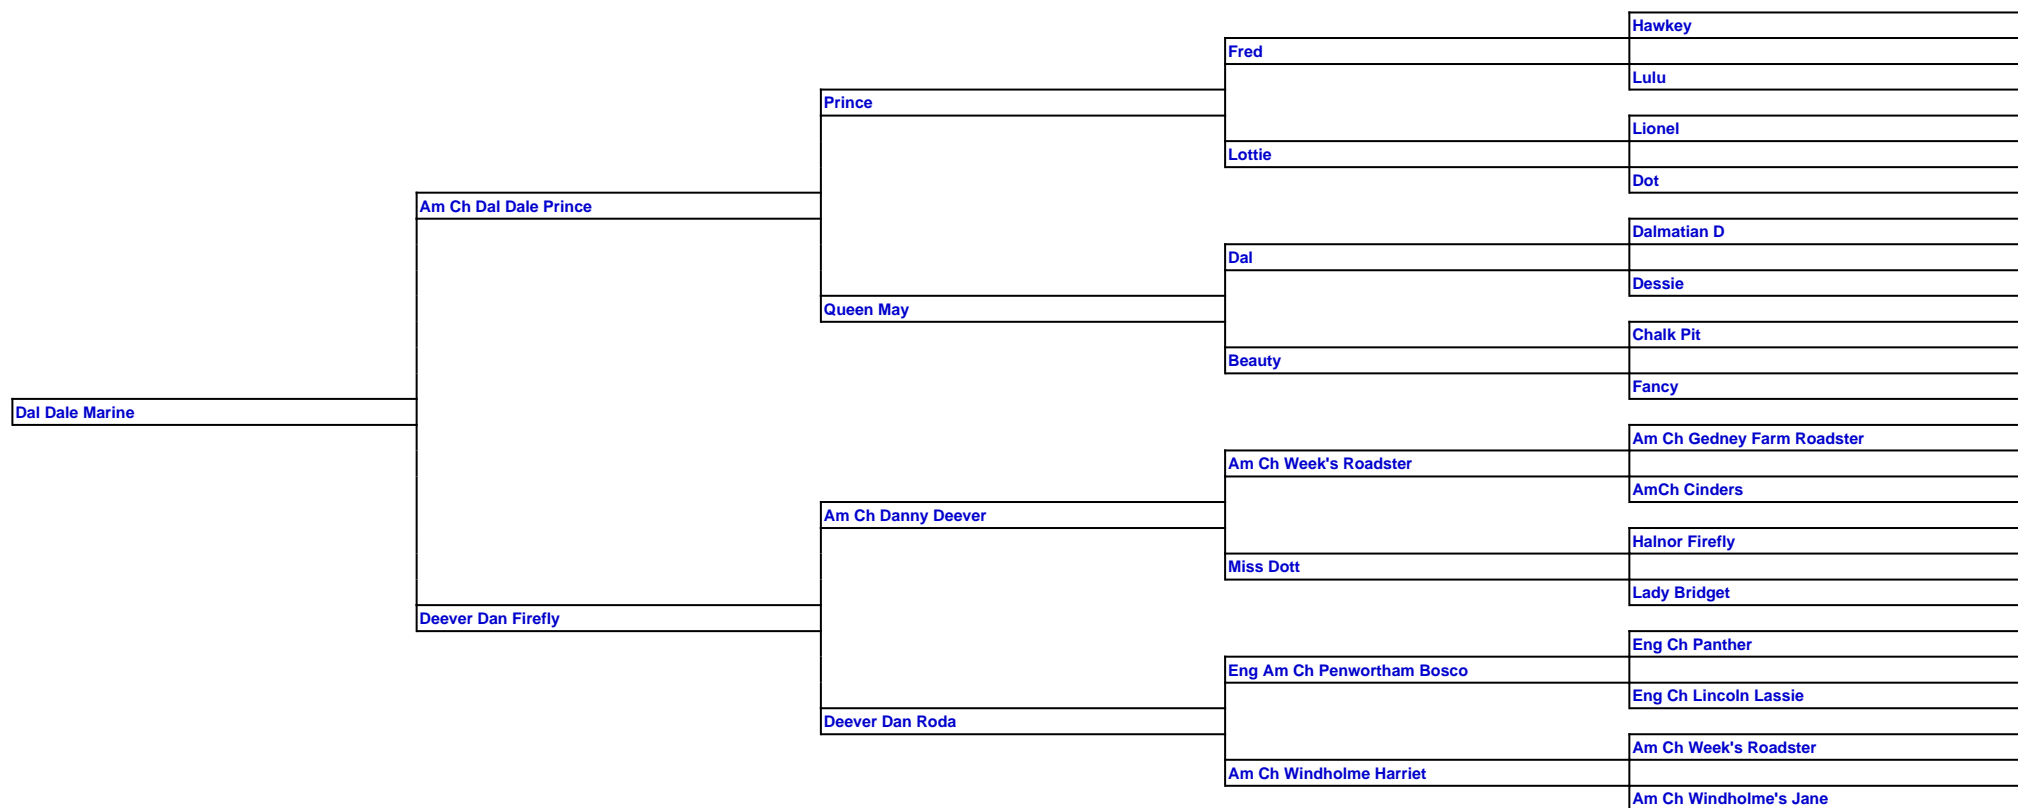 Hawkey
Fred
Lulu
Prince
Lionel
Lottie
Dot
Am Ch Dal Dale Prince
Dalmatian D
Dal
Dessie
Queen May
Chalk Pit
Beauty
Fancy
Dal Dale Marine
Am Ch Gedney Farm Roadster
Am Ch Week's Roadster
AmCh Cinders
Am Ch Danny Deever
Halnor Firefly
Miss Dott
Lady Bridget
Deever Dan Firefly
Eng Ch Panther
Eng Am Ch Penwortham Bosco
Eng Ch Lincoln Lassie
Deever Dan Roda
Am Ch Week's Roadster
Am Ch Windholme Harriet
Am Ch Windholme's Jane